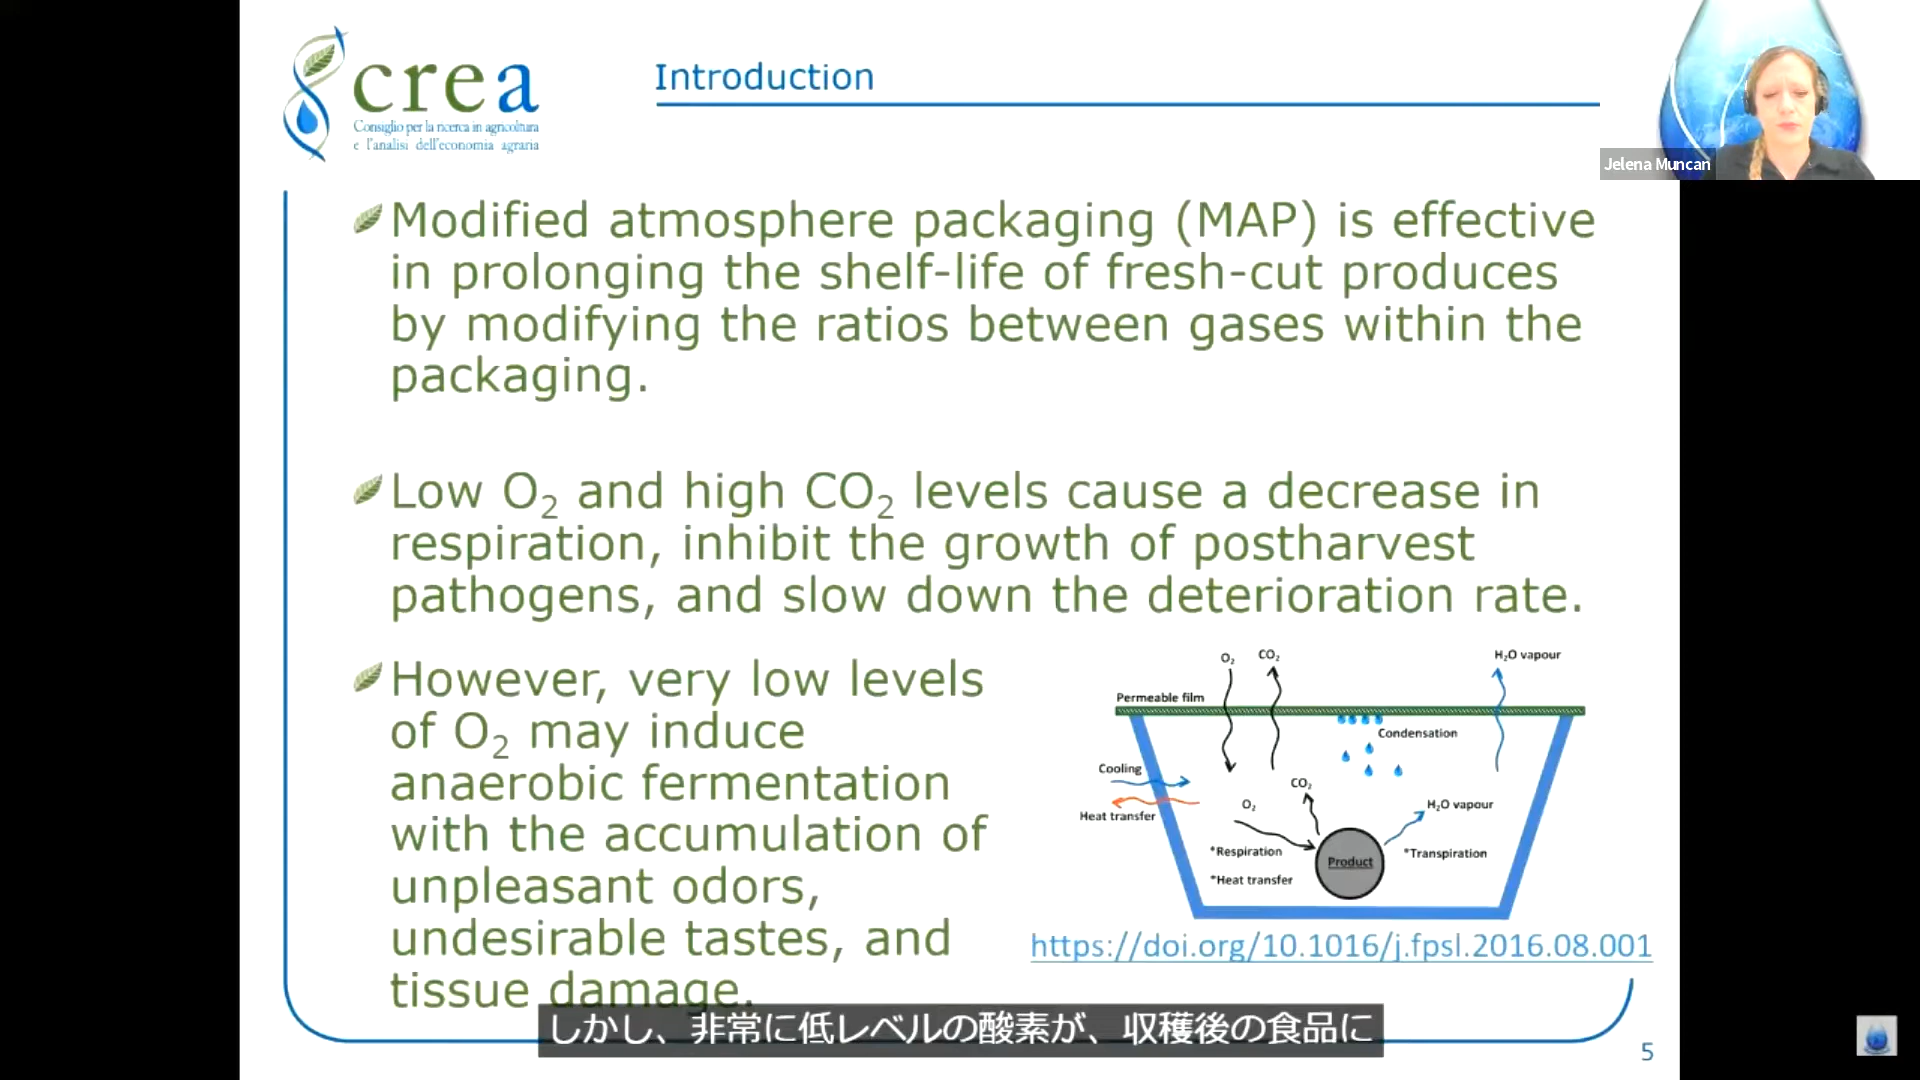 crea
Consiglio per la ricerca in agricoltura
e l'analisi dell'economia agraria
Introduction
Jelena Muncan
Modified atmosphere packaging (MAP) is effective
in prolonging the shelf-life of fresh-cut produces
by modifying the ratios between gases within the
packaging.
Low O₂ and high CO₂ levels cause a decrease in
respiration, inhibit the growth of postharvest
pathogens, and slow down the deterioration rate.
However, very low levels
of O₂ may induce
anaerobic fermentation
with the accumulation of
unpleasant odors,
undesirable tastes, and
tissue damage.
O₂
CO₂
H₂O vapour
Permeable film
Condensation
Cooling
Heat transfer
CO₂
O₂
H₂O vapour
*Respiration
Product
*Transpiration
*Heat transfer
https://doi.org/10.1016/j.fpsl.2016.08.001
しかし、非常に低レベルの酸素が、収穫後の食品に
5